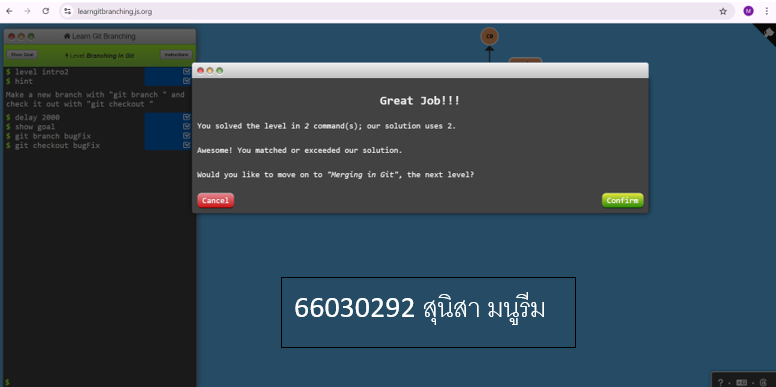 learngitbranching.js.org
M
Learn Git Branching
Show Goal
Level Branching in Git
Instructions
$ level intro2
$ hint
Make a new branch with "git branch " and
check it out with "git checkout "
$ delay 2000
$ show goal
$ git branch bugFix
$ git checkout bugFix
$
C0
Great Job!!!
You solved the level in 2 command(s); our solution uses 2.
Awesome! You matched or exceeded our solution.
Would you like to move on to "Merging in Git", the next level?
Cancel
Confirm
66030292 สุนิสา มนูรีม